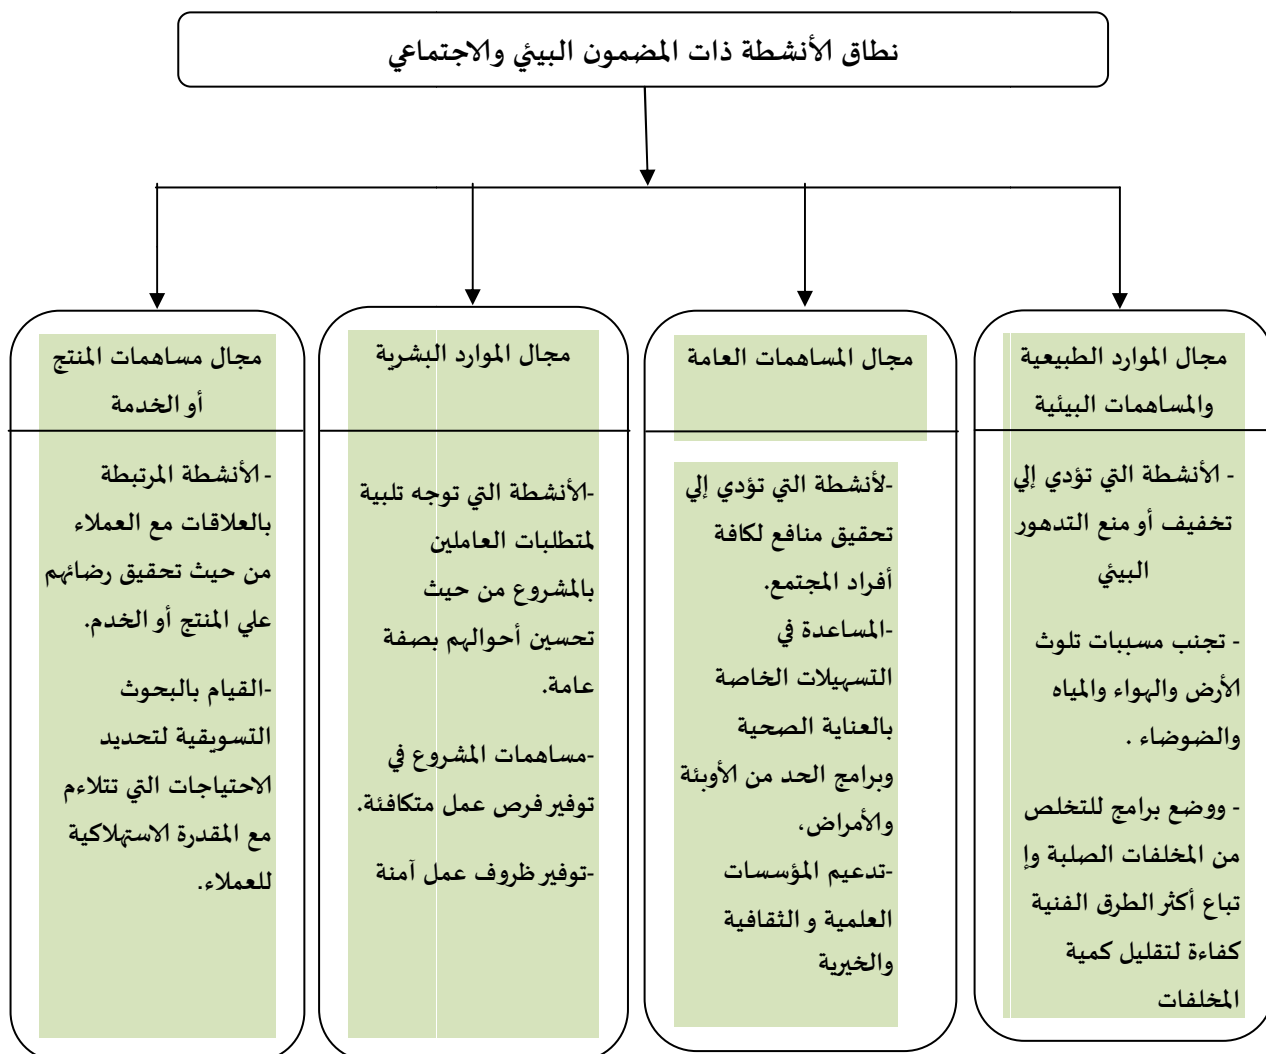 نطاق الأنشطة ذات المضمون البيئي والاجتماعي
مجال الموارد الطبيعية
والمساهمات البيئية
- الأنشطة التي تؤدي إلي
تخفيف أو منع التدهور
البيئي
- تجنب مسببات تلوث
الأرض والهواء والمياه
والضوضاء .
- ووضع برامج للتخلص
من المخلفات الصلبة وإ
تباع أكثر الطرق الفنية
كفاءة لتقليل كمية
المخلفات
مجال المساهمات العامة
-لأنشطة التي تؤدي إلي
تحقيق منافع لكافة
أفراد المجتمع.
-المساعدة في
التسهيلات الخاصة
بالعناية الصحية
وبرامج الحد من الأوبئة
والأمراض،
-تدعيم المؤسسات
العلمية و الثقافية
والخيرية
مجال الموارد البشرية
-الأنشطة التي توجه تلبية
لمتطلبات العاملين
بالمشروع من حيث
تحسين أحوالهم بصفة
عامة.
-مساهمات المشروع في
توفير فرص عمل متكافئة.
-توفير ظروف عمل آمنة
مجال مساهمات المنتج
أو الخدمة
- الأنشطة المرتبطة
بالعلاقات مع العملاء
من حيث تحقيق رضائهم
علي المنتج أو الخدم.
-القيام بالبحوث
التسويقية لتحديد
الاحتياجات التي تتلاءم
مع المقدرة الاستهلاكية
للعملاء.